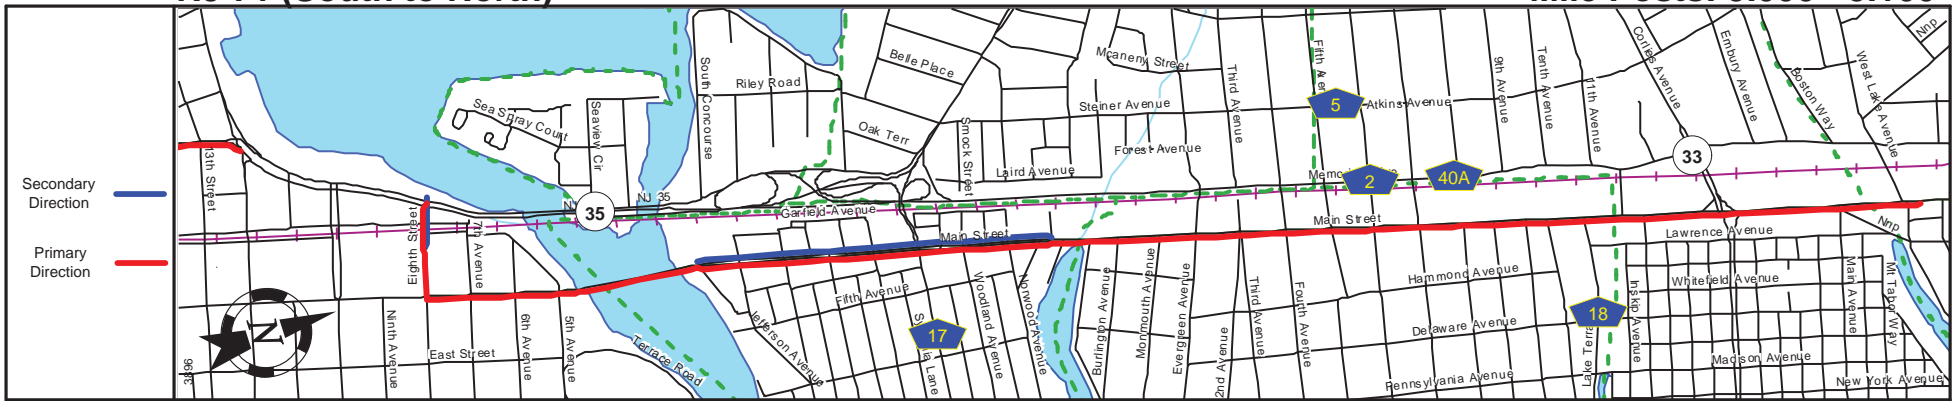 Secondary
Direction
Primary
Direction
13th Street
3896
Eighth Street
7th Avenue
Ninth Avenue
East Street
6th Avenue
5th Avenue
Terrace Road
N
Sea Spray Court
Seaview Cir
NJ 35
35
South Concourse
Riley Road
Belle Place
Oak Terr
Smock Street
Laird Avenue
Garfield Avenue
Main Street
Fifth Avenue
Jefferson Avenue
17
Woodland Avenue
Norwood Avenue
Mcaneny Street
Steiner Avenue
Forest Avenue
Third Avenue
5
Atkins Avenue
2
40A
9th Avenue
Tenth Avenue
11th Avenue
Corlies Avenue
Embury Avenue
Boston Way
West Lake Avenue
Nnp
33
Main Street
Burlington Avenue
Monmouth Avenue
Evergreen Avenue
2nd Avenue
Third Avenue
Fourth Avenue
Hammond Avenue
Delaware Avenue
Pennsylvania Avenue
18
Inskip Avenue
Lawrence Avenue
Whitefield Avenue
Madison Avenue
New York Avenue
Main Avenue
Mt Tabor Way
Nnp